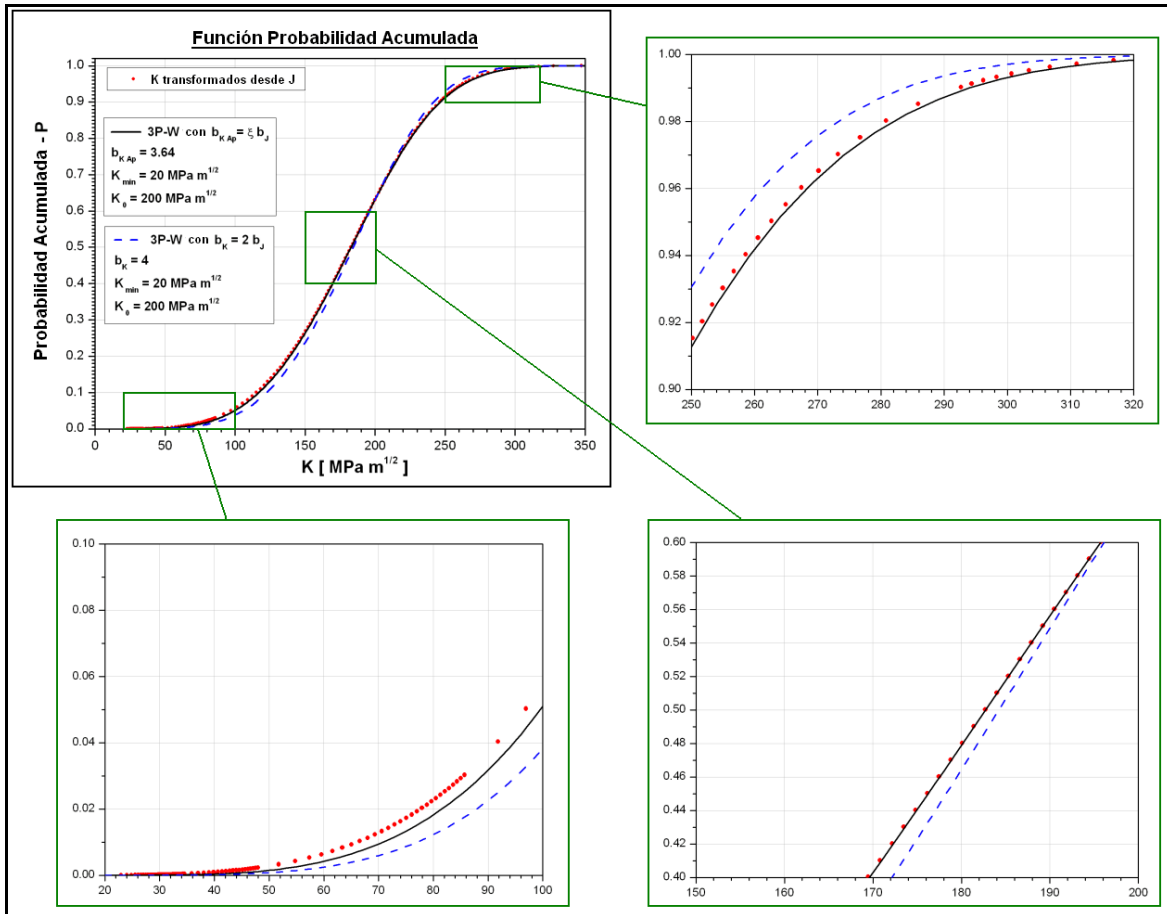 Función Probabilidad Acumulada
Probabilidad Acumulada - P
1.0
0.9
0.8
0.7
0.6
0.5
0.4
0.3
0.2
0.1
0.0
K transformados desde J
3P-W con b_{K Ap} = ξ b_J
b_{K Ap} = 3.64
K_{min} = 20 MPa m^{1/2}
K_0 = 200 MPa m^{1/2}
3P-W con b_K = 2 b_J
b_K = 4
K_{min} = 20 MPa m^{1/2}
K_0 = 200 MPa m^{1/2}
0 50 100 150 200 250 300 350
K [ MPa m^{1/2} ]
1.00
0.98
0.96
0.94
0.92
0.90
250 260 270 280 290 300 310 320
0.10
0.08
0.06
0.04
0.02
0.00
20 30 40 50 60 70 80 90 100
0.60
0.58
0.56
0.54
0.52
0.50
0.48
0.46
0.44
0.42
0.40
150 160 170 180 190 200